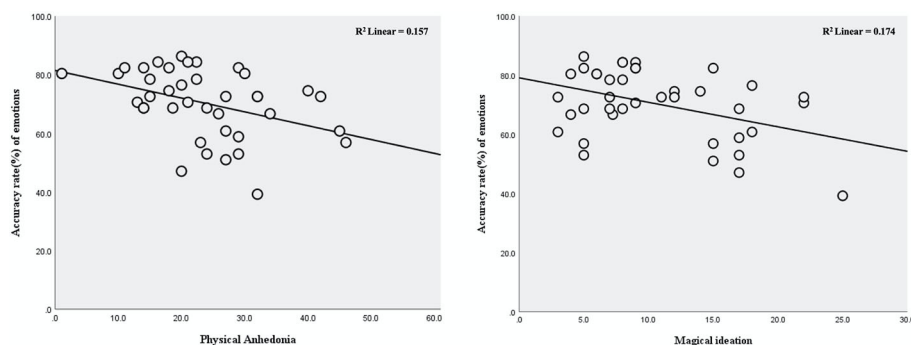 100.0
R² Linear = 0.157
80.0
60.0
40.0
20.0
.0
Accuracy rate(%) of emotions
.0 10.0 20.0 30.0 40.0 50.0 60.0
Physical Anhedonia
100.0
R² Linear = 0.174
80.0
60.0
40.0
20.0
.0
Accuracy rate(%) of emotions
.0 5.0 10.0 15.0 20.0 25.0 30.0
Magical ideation